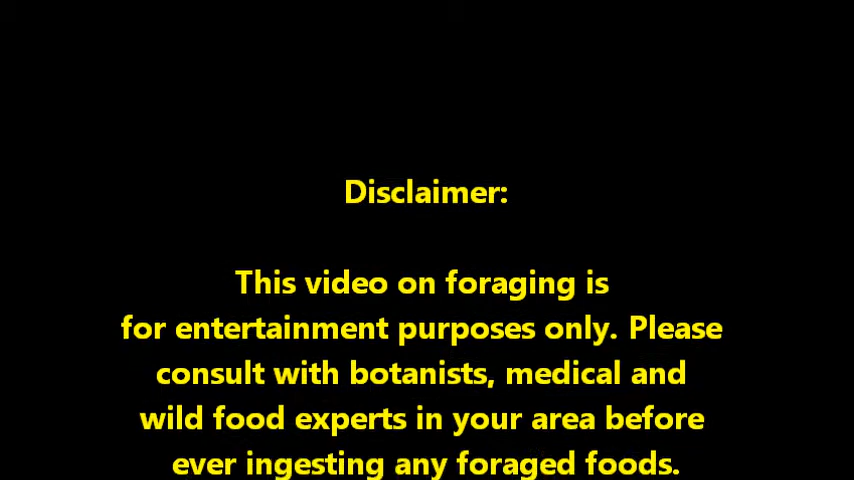 Disclaimer:
This video on foraging is
for entertainment purposes only. Please
consult with botanists, medical and
wild food experts in your area before
ever ingesting any foraged foods.